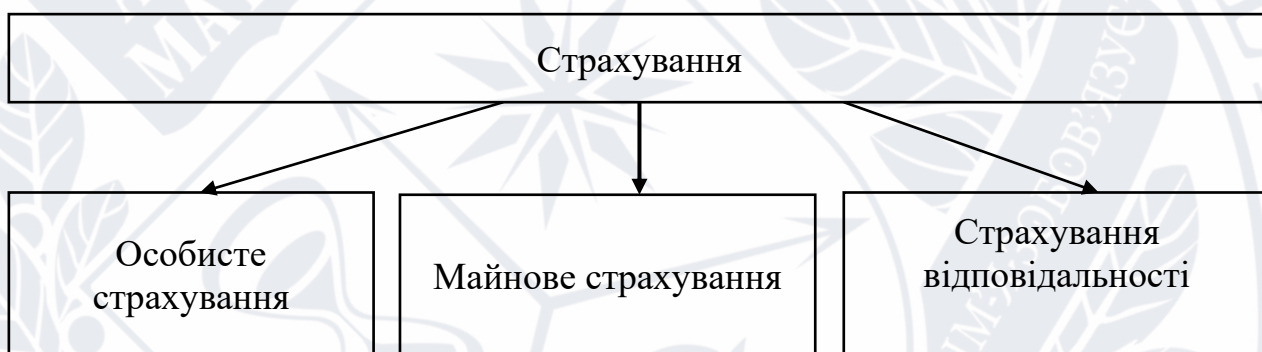 Страхування
Особисте
страхування
Майнове страхування
Страхування
відповідальності